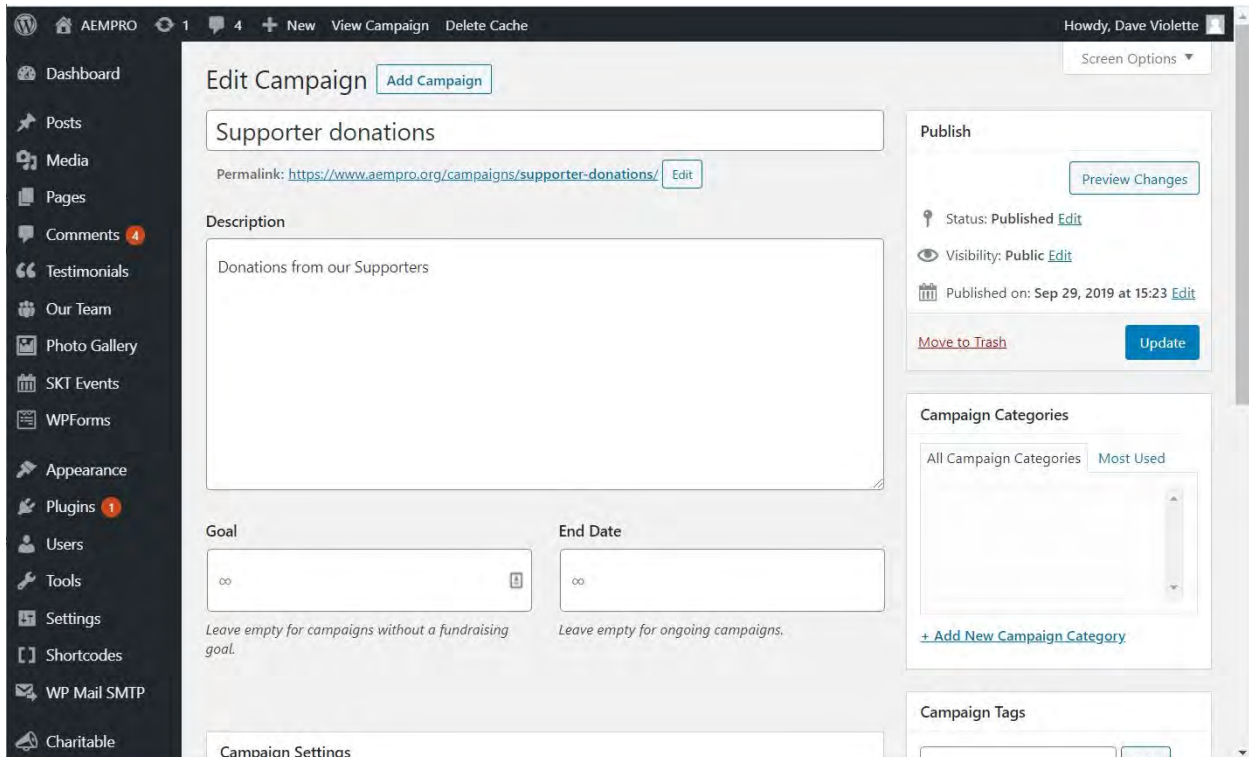 AEMPRO 1 4 + New View Campaign Delete Cache Howdy, Dave Violette
Screen Options ▼
Dashboard
Posts
Media
Pages
Comments 4
Testimonials
Our Team
Photo Gallery
SKT Events
WPForms
Appearance
Plugins 1
Users
Tools
Settings
Shortcodes
WP Mail SMTP
Charitable
Edit Campaign Add Campaign
Supporter donations
Permalink: https://www.aempro.org/campaigns/supporter-donations/ Edit
Description
Donations from our Supporters
Goal End Date
∞ ∞
Leave empty for campaigns without a fundraising
goal.
Leave empty for ongoing campaigns.
Campaign Settings
Publish
Preview Changes
Status: Published Edit
Visibility: Public Edit
Published on: Sep 29, 2019 at 15:23 Edit
Move to Trash Update
Campaign Categories
All Campaign Categories Most Used
+ Add New Campaign Category
Campaign Tags